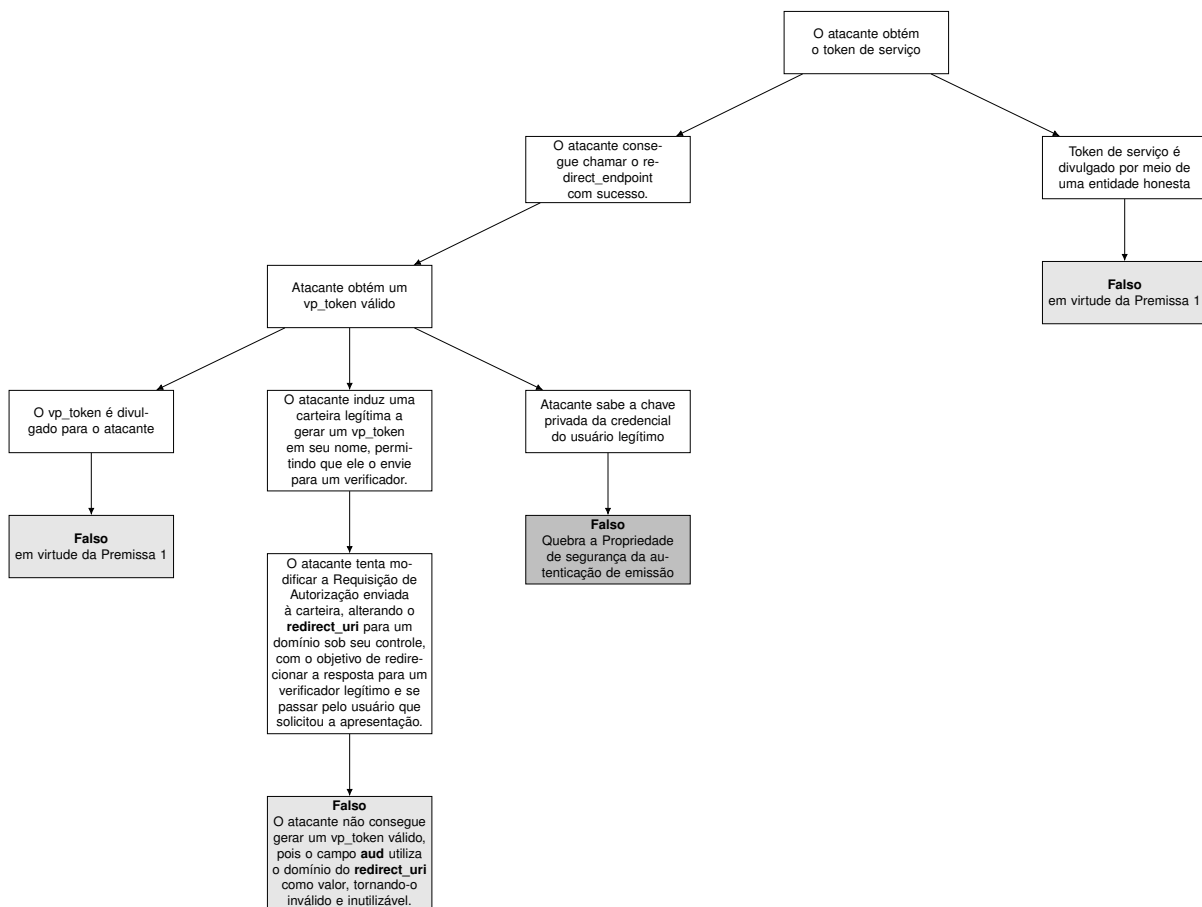 O atacante obtém
o token de serviço
O atacante conse-
gue chamar o re-
direct_endpoint
com sucesso.
Token de serviço é
divulgado por meio de
uma entidade honesta
Atacante obtém um
vp_token válido
Falso
em virtude da Premissa 1
O vp_token é divul-
gado para o atacante
O atacante induz uma
carteira legítima a
gerar um vp_token
em seu nome, permi-
tindo que ele o envie
para um verificador.
Atacante sabe a chave
privada da credencial
do usuário legítimo
Falso
em virtude da Premissa 1
Falso
Quebra a Propriedade
de segurança da au-
tenticação de emissão
O atacante tenta mo-
dificar a Requisição de
Autorização enviada
à carteira, alterando o
redirect_uri para um
domínio sob seu controle,
com o objetivo de redire-
cionar a resposta para um
verificador legítimo e se
passar pelo usuário que
solicitou a apresentação.
Falso
O atacante não consegue
gerar um vp_token válido,
pois o campo aud utiliza
o domínio do redirect_uri
como valor, tornando-o
inválido e inutilizável.